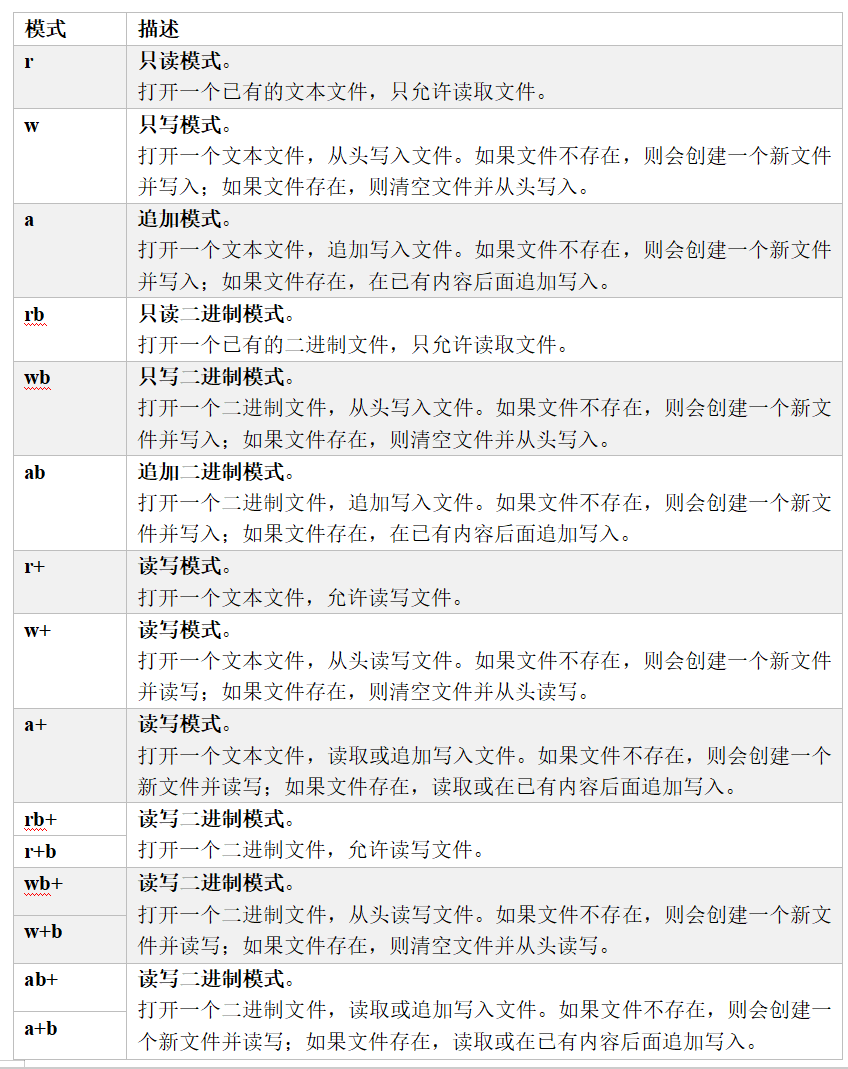 模式 描述
r 只读模式。
打开一个已有的文本文件，只允许读取文件。
w 只写模式。
打开一个文本文件，从头写入文件。如果文件不存在，则会创建一个新文件
并写入；如果文件存在，则清空文件并从头写入。
a 追加模式。
打开一个文本文件，追加写入文件。如果文件不存在，则会创建一个新文件
并写入；如果文件存在，在已有内容后面追加写入。
rb 只读二进制模式。
打开一个已有的二进制文件，只允许读取文件。
wb 只写二进制模式。
打开一个二进制文件，从头写入文件。如果文件不存在，则会创建一个新文
件并写入；如果文件存在，则清空文件并从头写入。
ab 追加二进制模式。
打开一个二进制文件，追加写入文件。如果文件不存在，则会创建一个新文
件并写入；如果文件存在，在已有内容后面追加写入。
r+ 读写模式。
打开一个文本文件，允许读写文件。
w+ 读写模式。
打开一个文本文件，从头读写文件。如果文件不存在，则会创建一个新文件
并读写；如果文件存在，则清空文件并从头读写。
a+ 读写模式。
打开一个文本文件，读取或追加写入文件。如果文件不存在，则会创建一个
新文件并读写；如果文件存在，读取或在已有内容后面追加写入。
rb+ 读写二进制模式。
r+b 打开一个二进制文件，允许读写文件。
wb+ 读写二进制模式。
打开一个二进制文件，从头读写文件。如果文件不存在，则会创建一个新文
w+b 件并读写；如果文件存在，则清空文件并从头读写。
ab+ 读写二进制模式。
打开一个二进制文件，读取或追加写入文件。如果文件不存在，则会创建一
a+b 个新文件并读写；如果文件存在，读取或在已有内容后面追加写入。